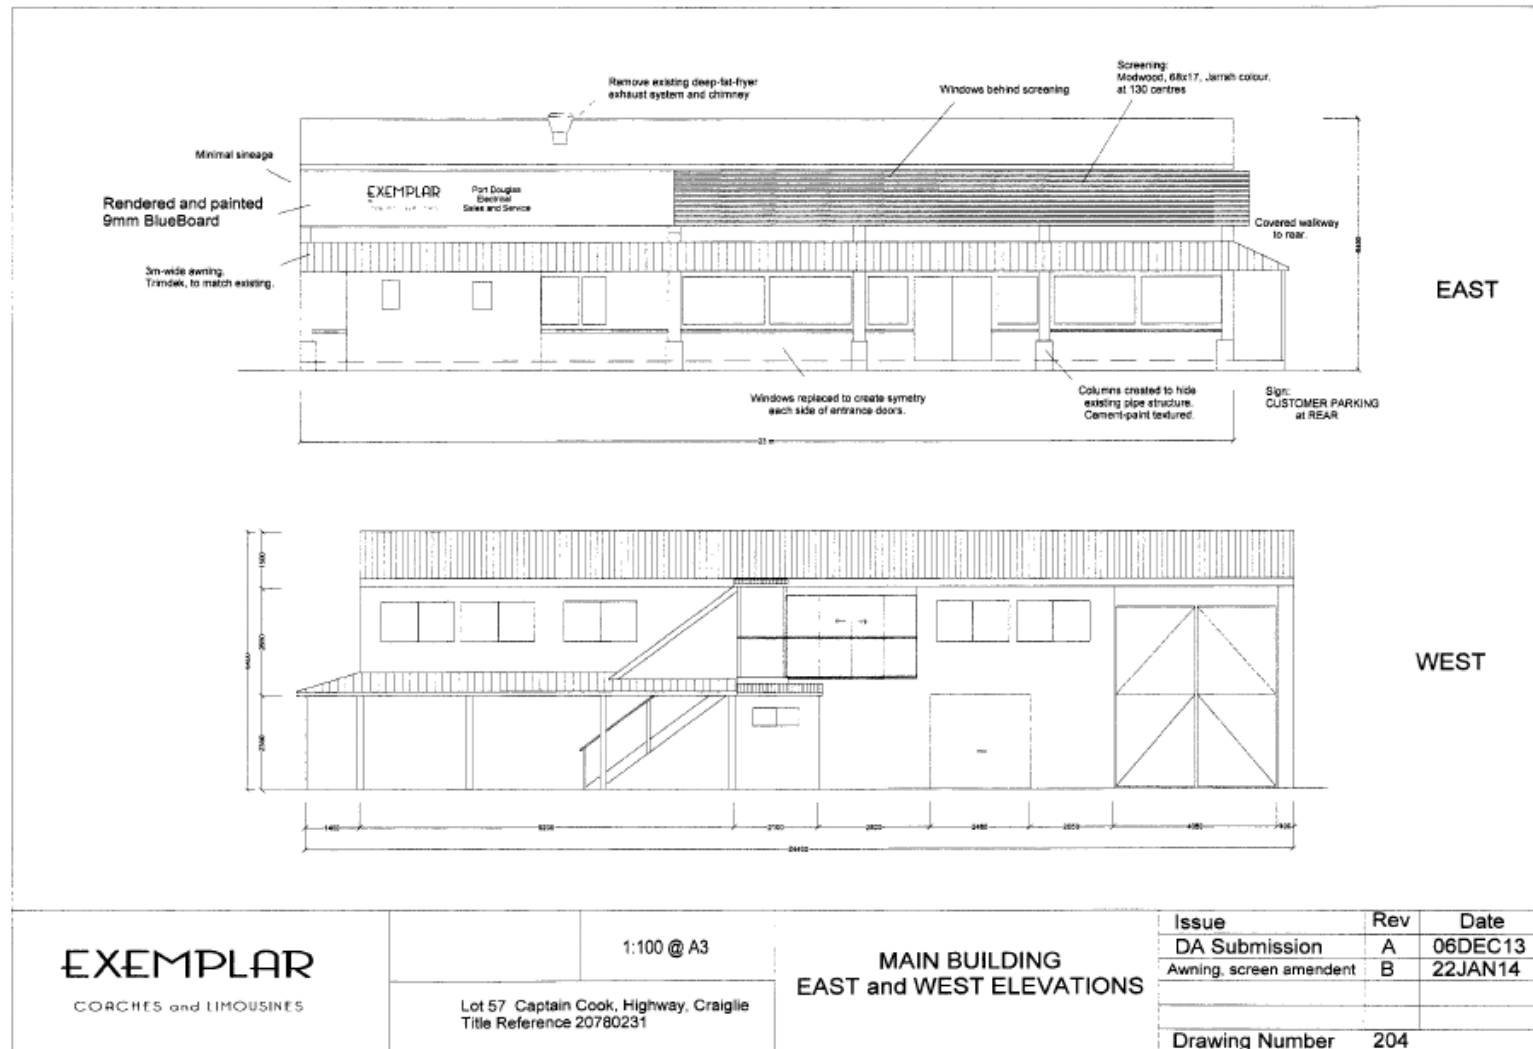 Remove existing deep-fat-fryer
exhaust system and chimney
Windows behind screening
Screening:
Modwood, 68x17, Jarrah colour,
at 130 centres
Minimal sineage
Rendered and painted
9mm BlueBoard
EXEMPLAR
Port Douglas
Electrical
Sales and Service
3m-wide awning.
Trimdek, to match existing.
Covered walkway
to rear.
EAST
Windows replaced to create symetry
each side of entrance doors.
Columns created to hide
existing pipe structure.
Cement-paint textured.
Sign:
CUSTOMER PARKING
at REAR
WEST
EXEMPLAR
COACHES and LIMOUSINES
1:100 @ A3
Lot 57 Captain Cook, Highway, Craiglie
Title Reference 20780231
MAIN BUILDING
EAST and WEST ELEVATIONS
Issue Rev Date
DA Submission A 06DEC13
Awning, screen amendent B 22JAN14
Drawing Number 204